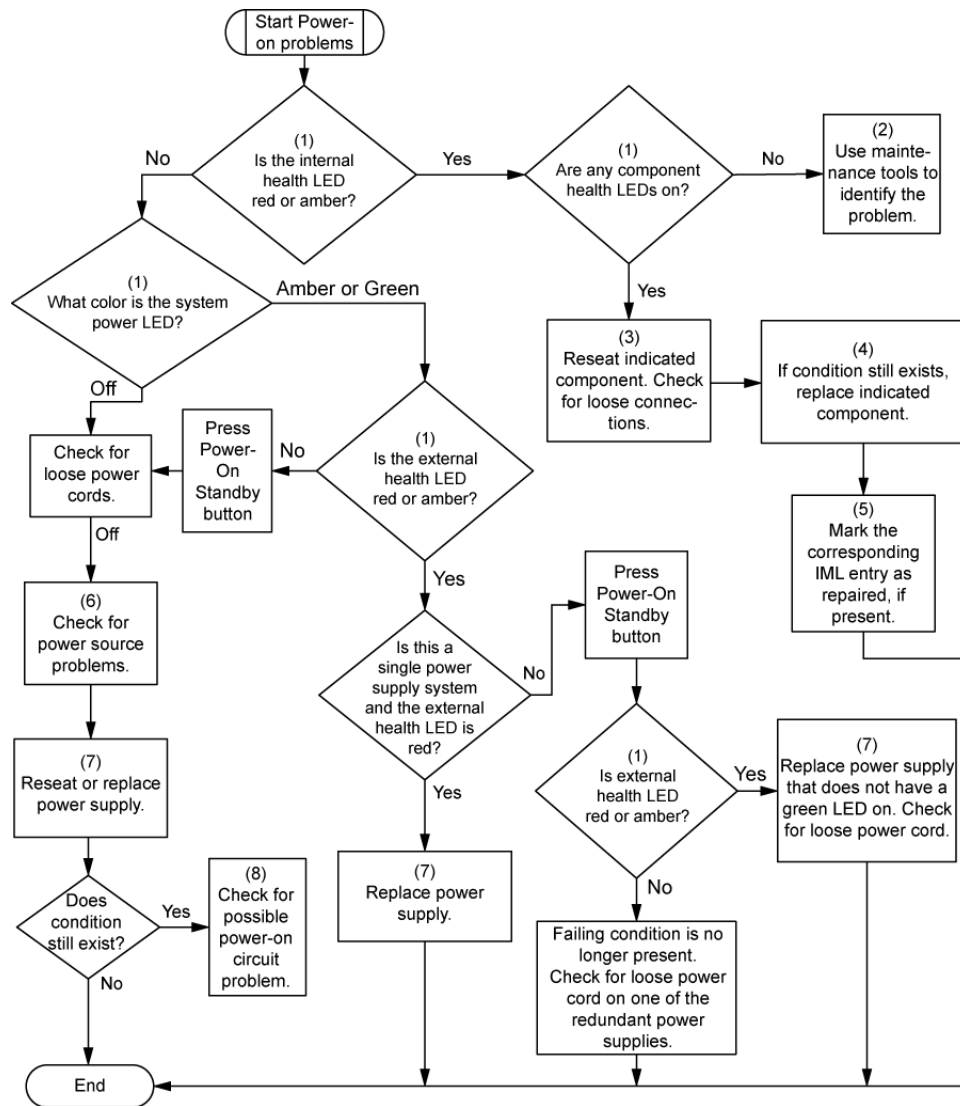 Start Power-
on problems
(1)
Is the internal
health LED
red or amber?
No
Yes
(1)
Are any component
health LEDs on?
No
(2)
Use mainte-
nance tools to
identify the
problem.
(1)
What color is the system
power LED?
Amber or Green
Off
Yes
(3)
Reseat indicated
component. Check
for loose connec-
tions.
(4)
If condition still exists,
replace indicated
component.
(5)
Mark the
corresponding
IML entry as
repaired, if
present.
Check for
loose power
cords.
Press
Power-
On
Standby
button
No
(1)
Is the external
health LED
red or amber?
Off
Yes
(6)
Check for
power source
problems.
Is this a
single power
supply system
and the external
health LED is
red?
No
Press
Power-On
Standby
button
(7)
Reseat or replace
power supply.
Yes
(1)
Is external
health LED
red or amber?
Yes
(7)
Replace power supply
that does not have a
green LED on. Check
for loose power cord.
Does
condition
still exist?
Yes
(8)
Check for
possible
power-on
circuit
problem.
(7)
Replace power
supply.
No
Failing condition is no
longer present.
Check for loose power
cord on one of the
redundant power
supplies.
No
End